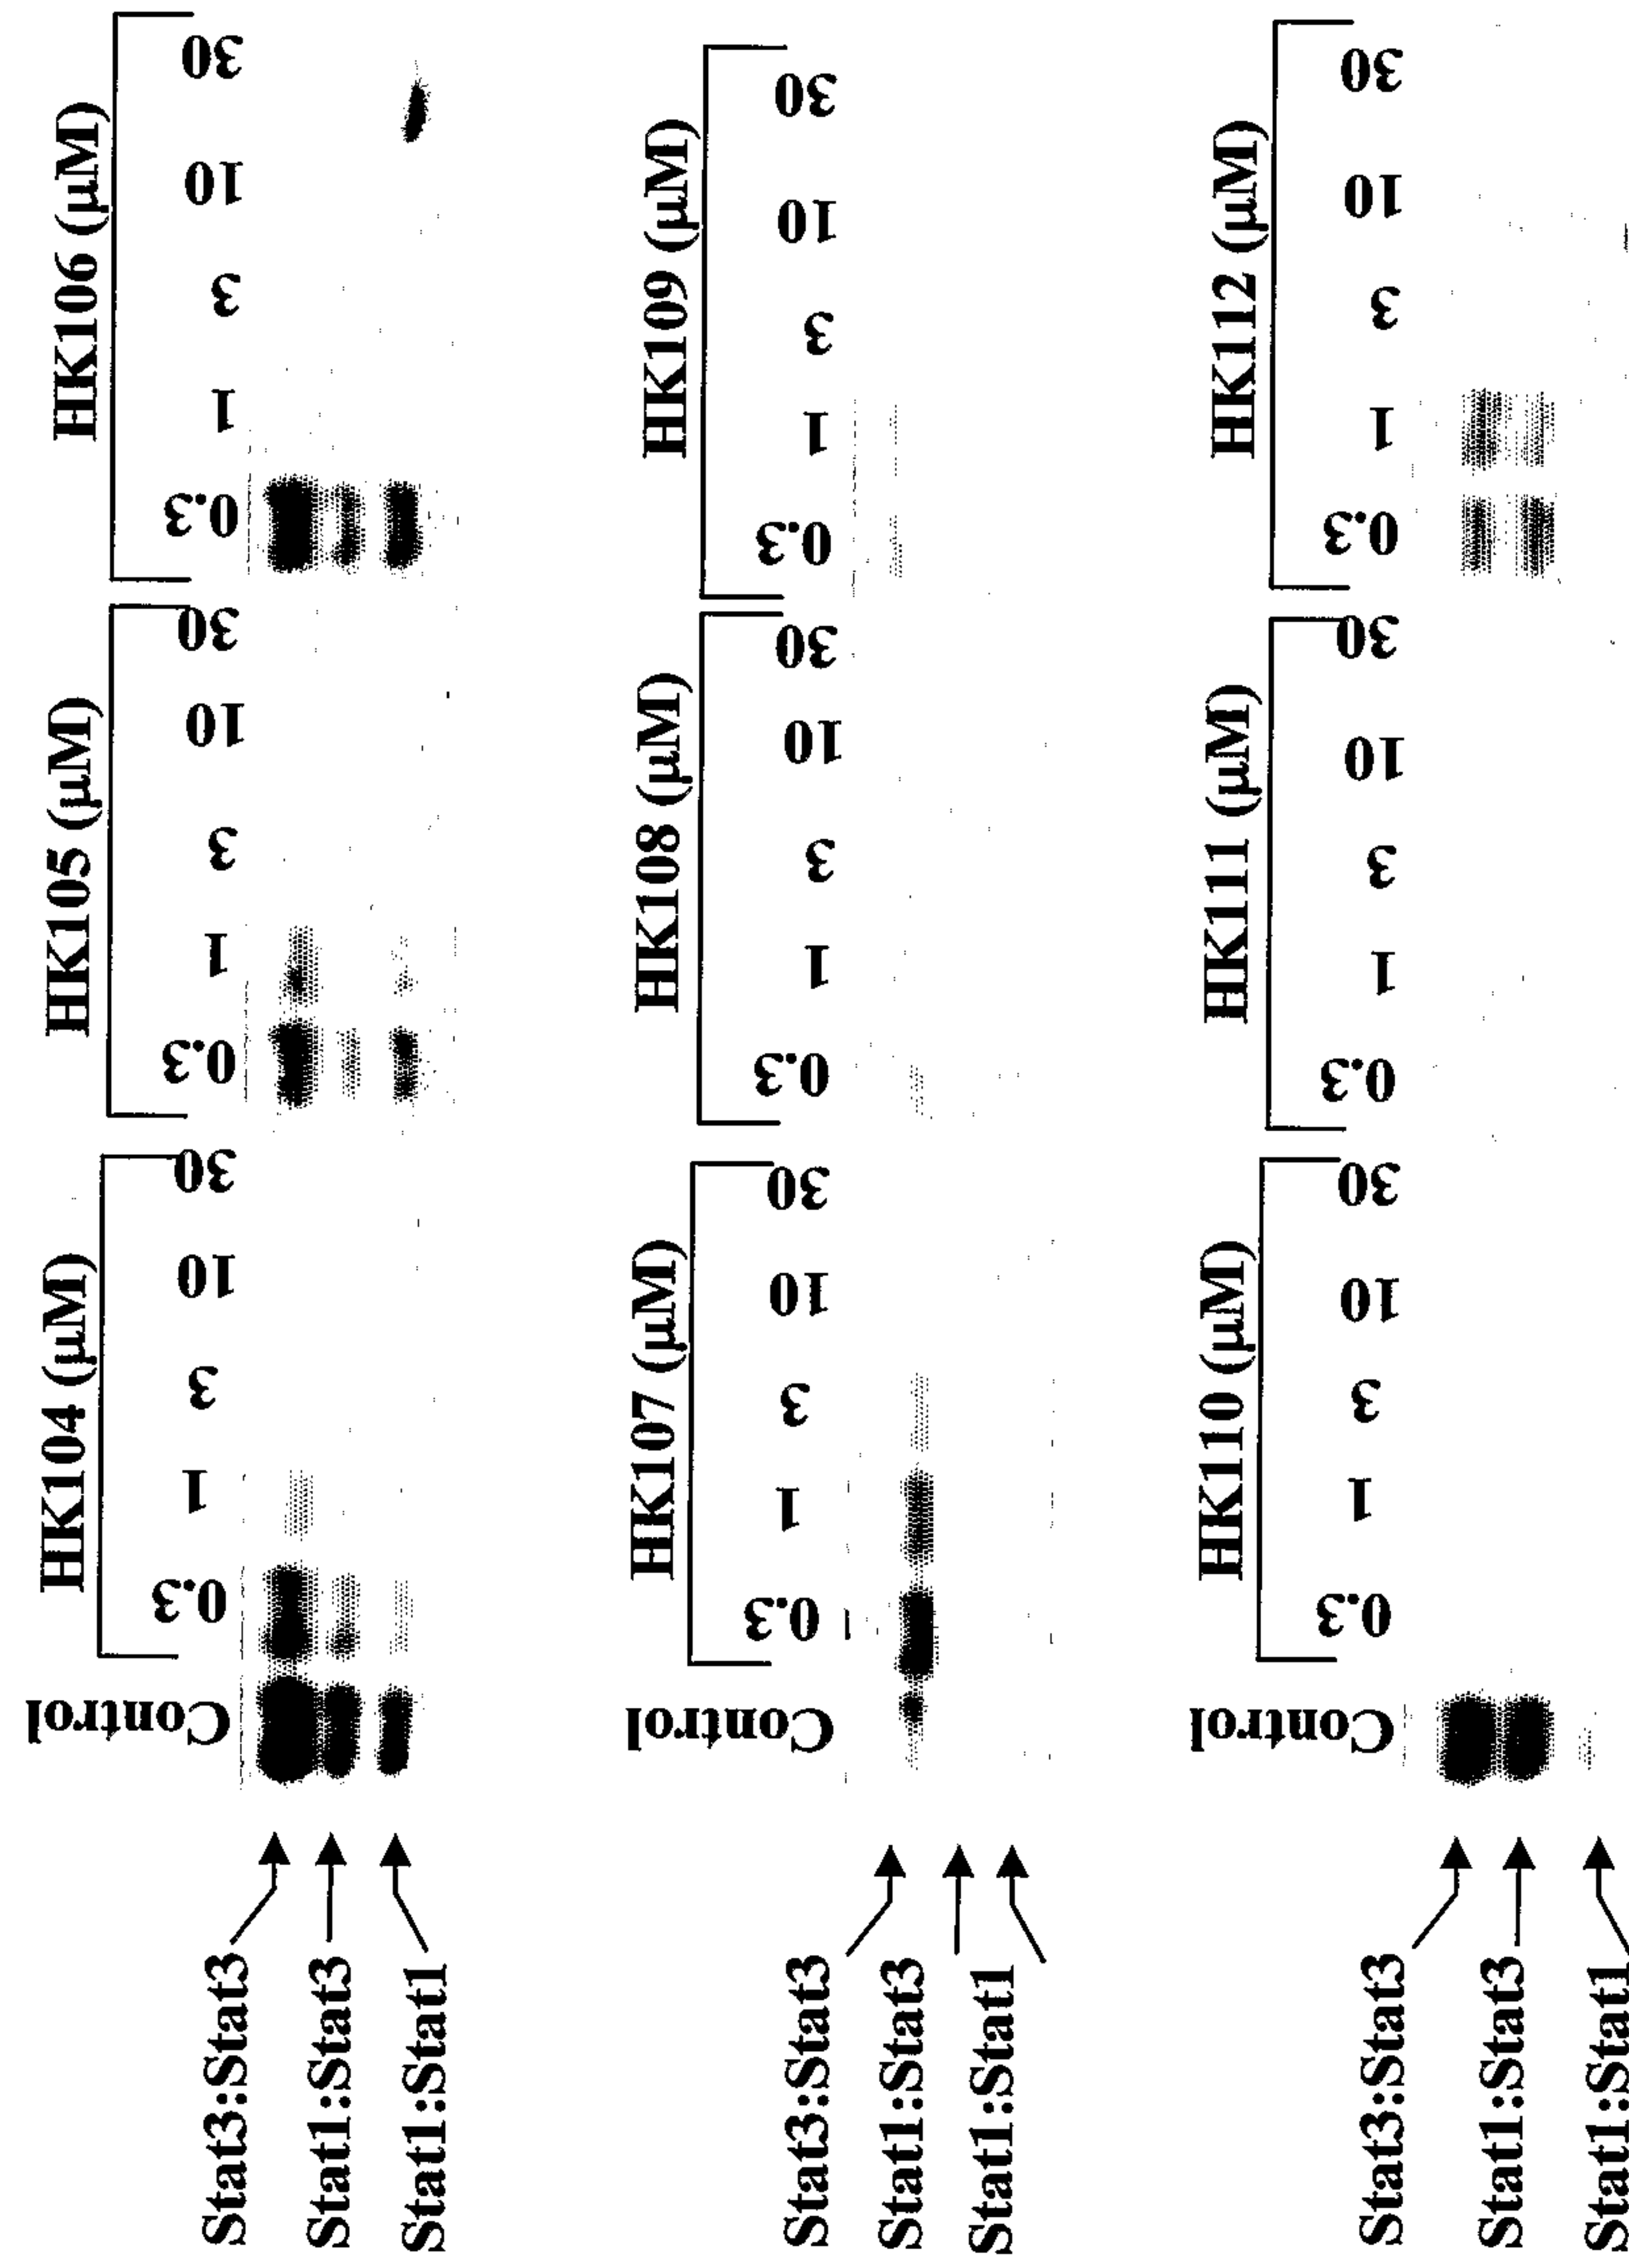 HK104 (µM)
HK105 (µM)
HK106 (µM)
Control
0.3
1
3
10
30
0.3
1
3
10
30
0.3
1
3
10
30
Stat3::Stat3
Stat1::Stat3
Stat1::Stat1
HK107 (µM)
HK108 (µM)
HK109 (µM)
Control
0.3
1
3
10
30
0.3
1
3
10
30
0.3
1
3
10
30
Stat3::Stat3
Stat1::Stat3
Stat1::Stat1
HK110 (µM)
HK111 (µM)
HK112 (µM)
Control
0.3
1
3
10
30
0.3
1
3
10
30
0.3
1
3
10
30
Stat3::Stat3
Stat1::Stat3
Stat1::Stat1